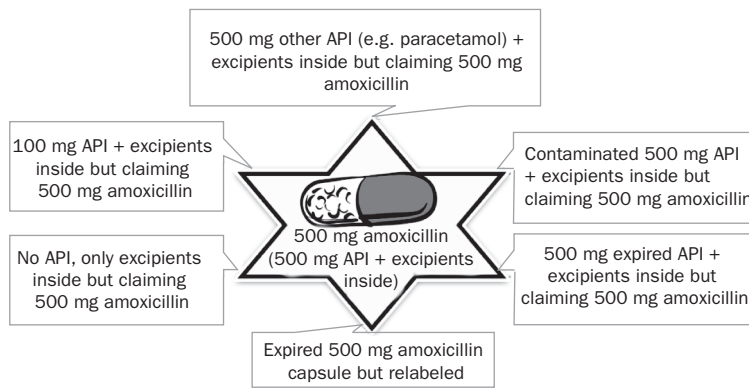 500 mg other API (e.g. paracetamol) +
excipients inside but claiming 500 mg
amoxicillin
100 mg API + excipients
inside but claiming
500 mg amoxicillin
Contaminated 500 mg API
+ excipients inside but
claiming 500 mg amoxicillin
500 mg amoxicillin
(500 mg API + excipients
inside)
No API, only excipients
inside but claiming
500 mg amoxicillin
500 mg expired API +
excipients inside but
claiming 500 mg amoxicillin
Expired 500 mg amoxicillin
capsule but relabeled